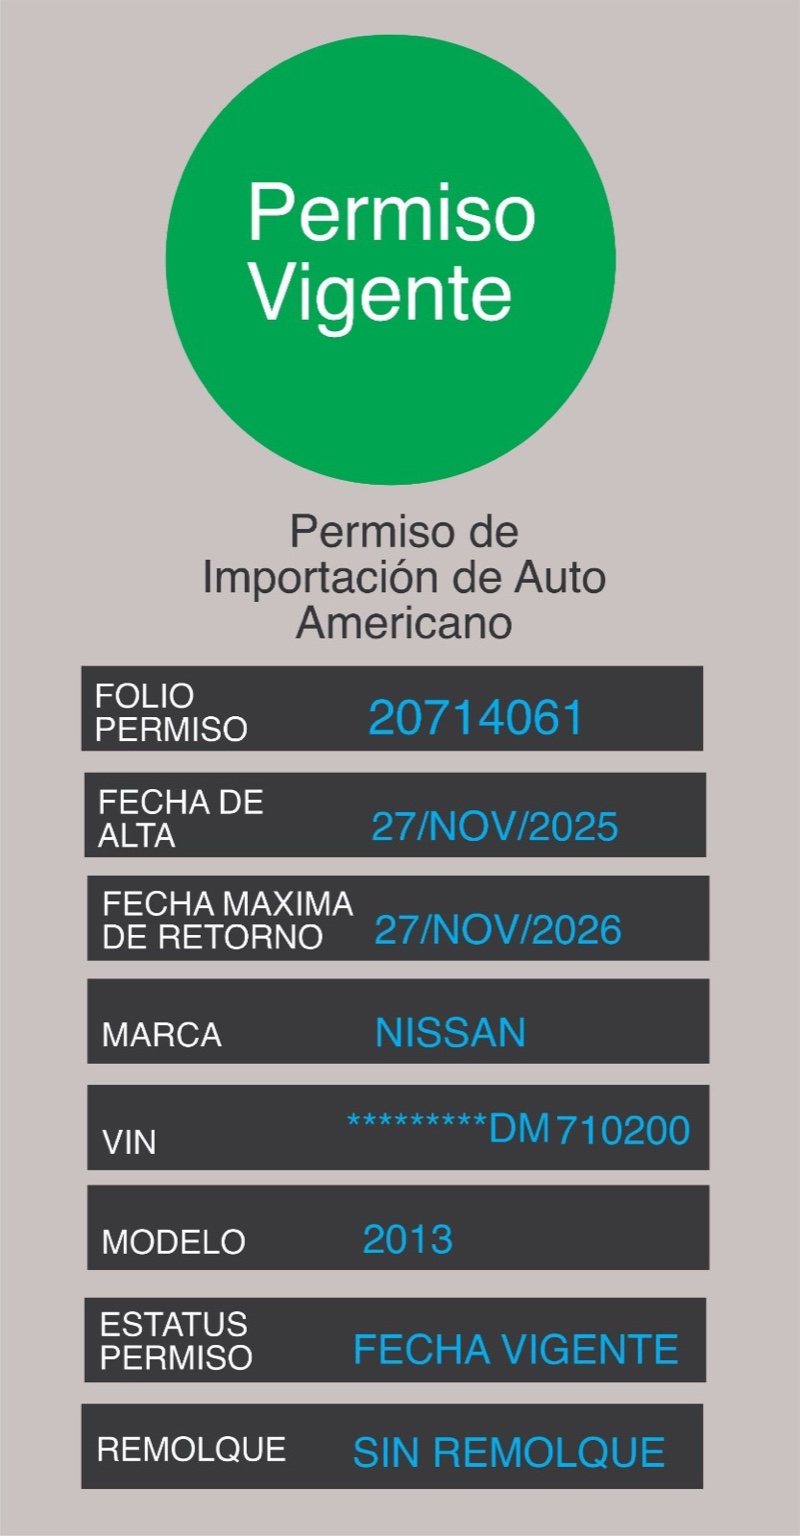 Permiso
Vigente
Permiso de
Importación de Auto
Americano
FOLIO
PERMISO
20714061
FECHA DE
ALTA
27/NOV/2025
FECHA MAXIMA
DE RETORNO
27/NOV/2026
MARCA
NISSAN
VIN
*********DM710200
MODELO
2013
ESTATUS
PERMISO
FECHA VIGENTE
REMOLQUE
SIN REMOLQUE